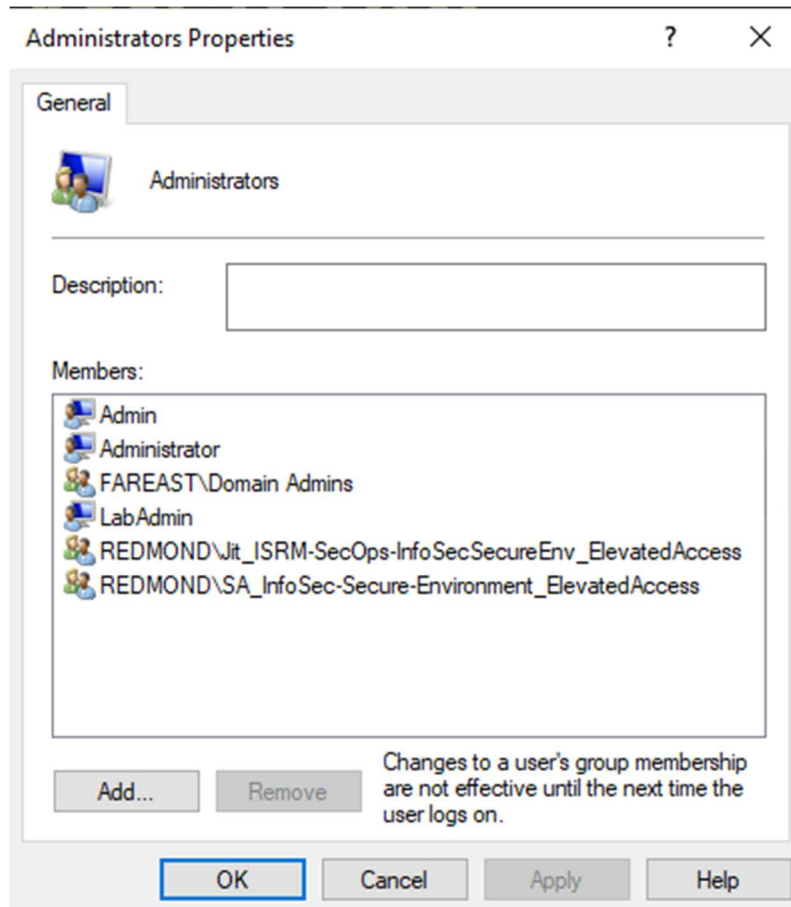 Administrators Properties
?
General
Administrators
Description:
Members:
Admin
Administrator
FAREAST\Domain Admins
LabAdmin
REDMOND\Jit_ISRM-SecOps-InfoSecSecureEnv_ElevatedAccess
REDMOND\SA_InfoSec-Secure-Environment_ElevatedAccess
Add...
Remove
Changes to a user's group membership
are not effective until the next time the
user logs on.
OK
Cancel
Apply
Help